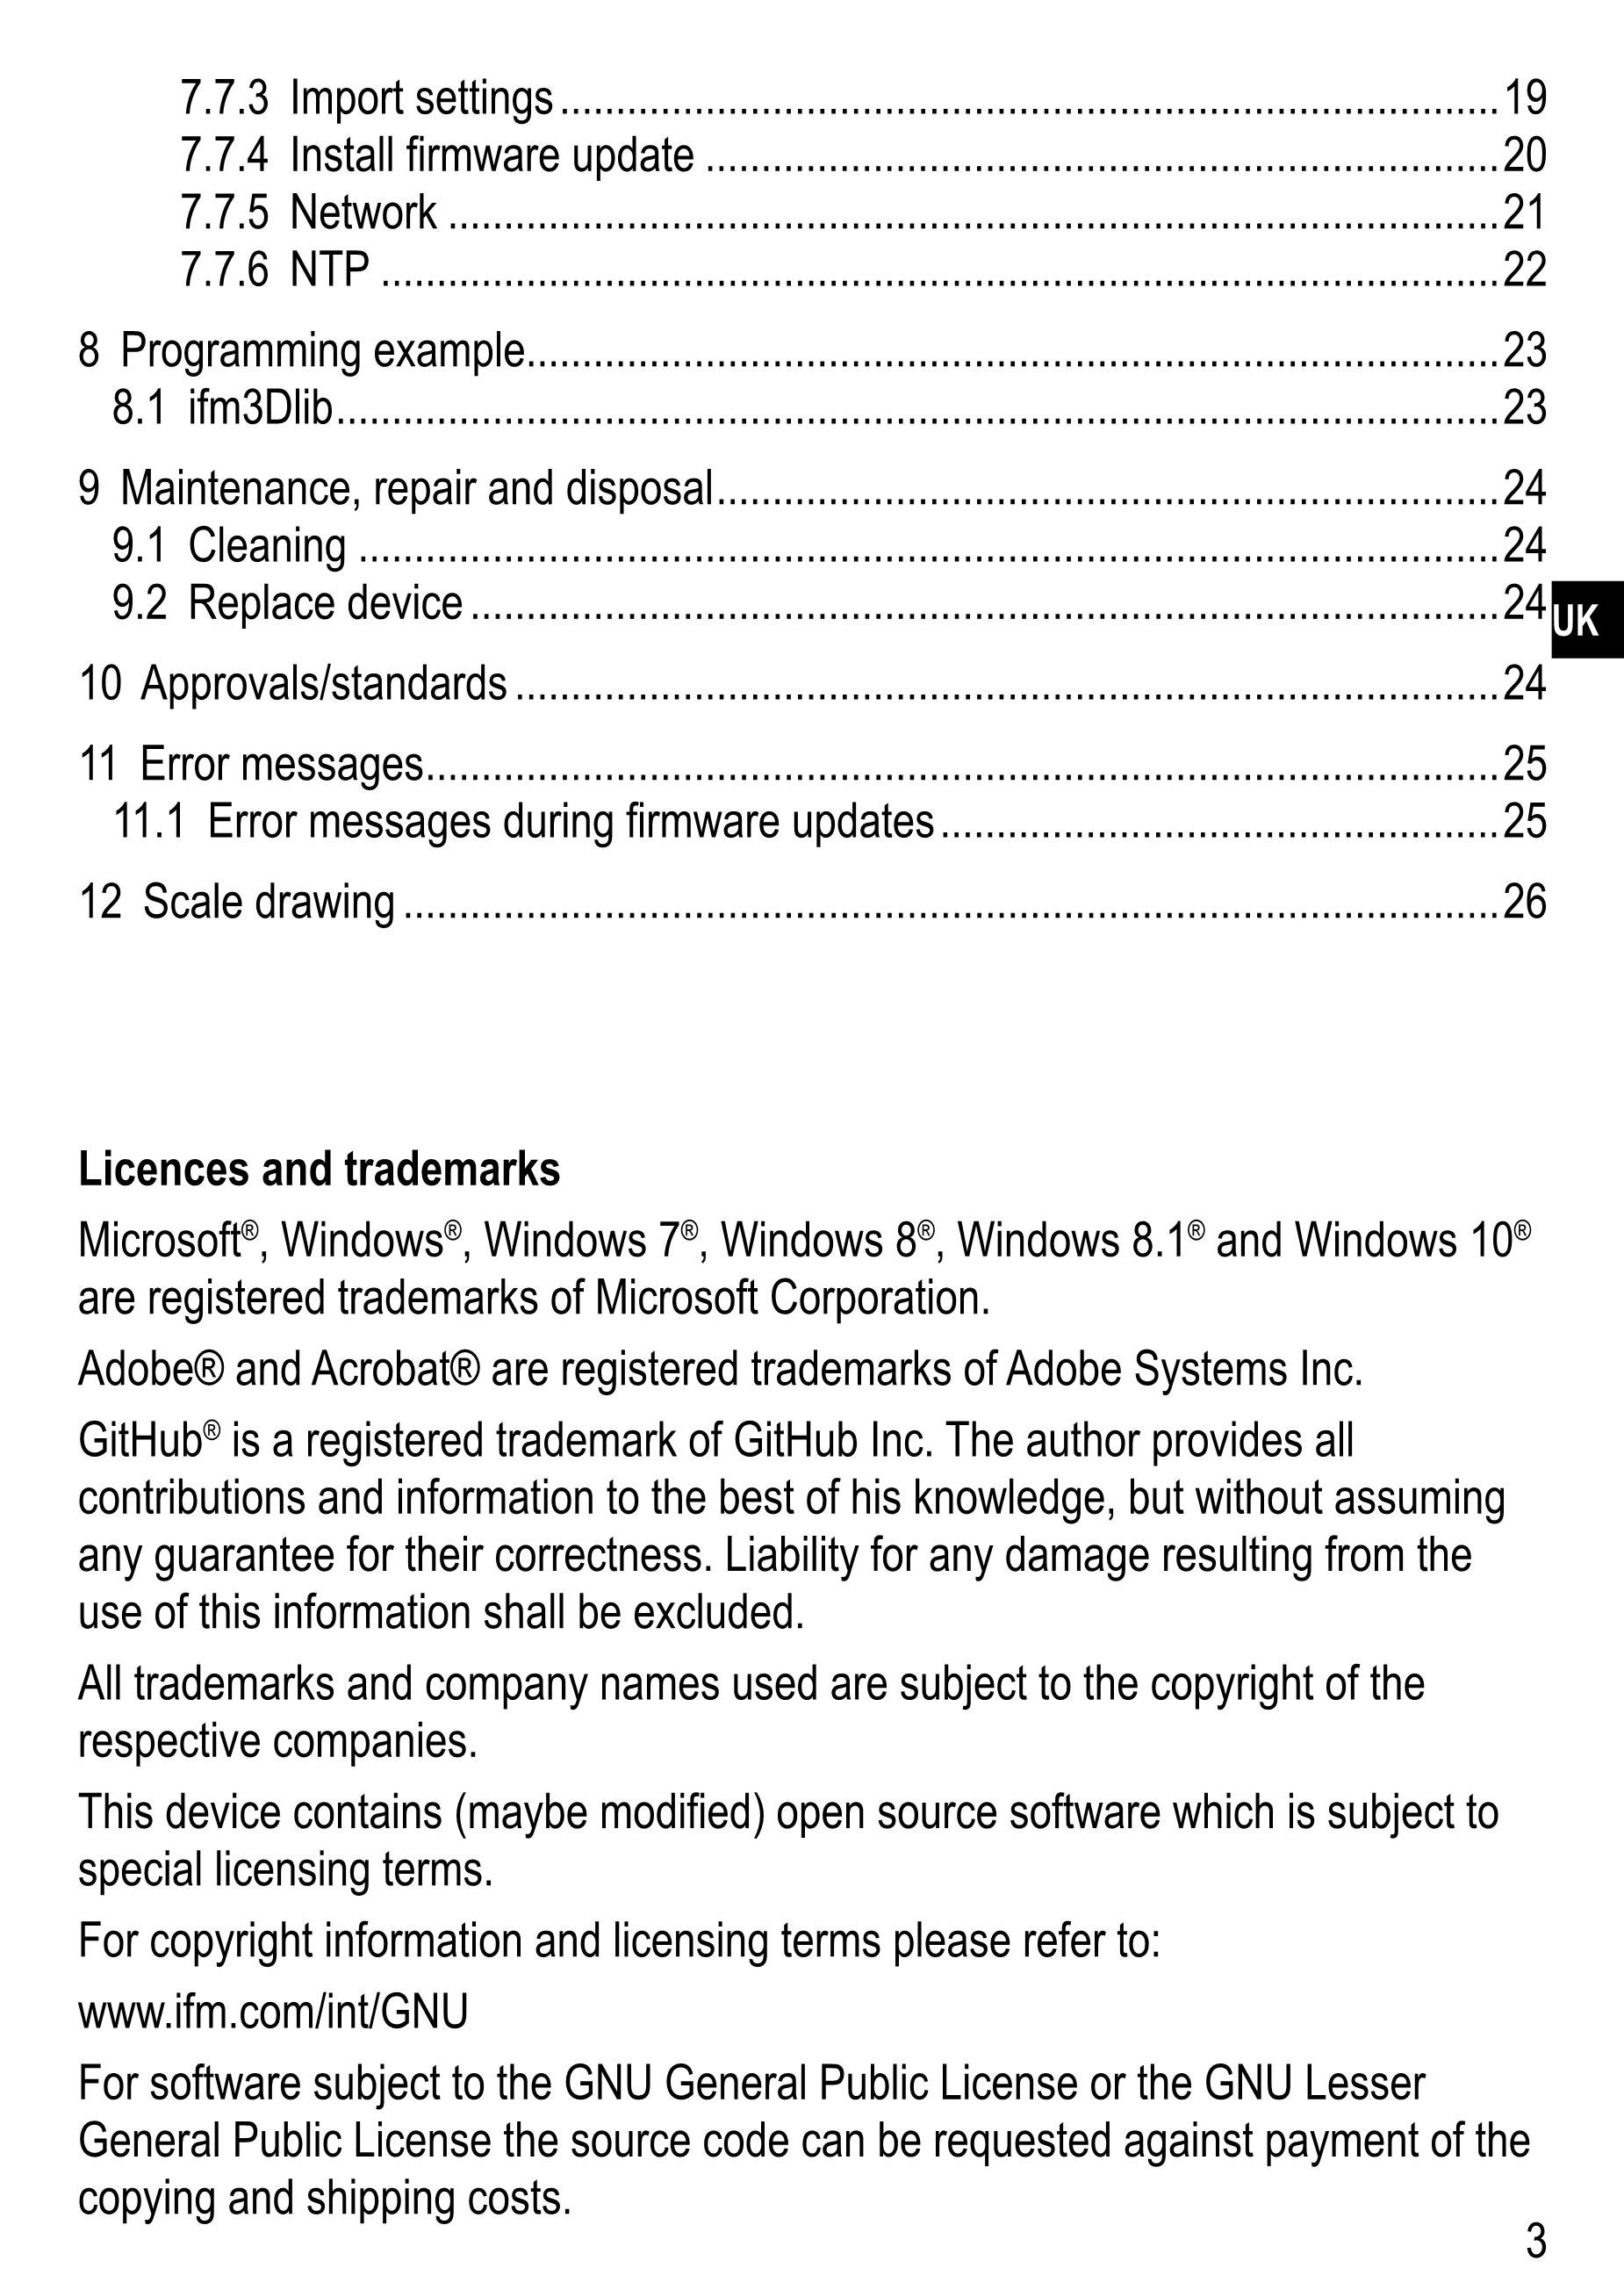 7.7.3 Import settings....................................................................................19
7.7.4 Install firmware update .......................................................................20
7.7.5 Network ..............................................................................................21
7.7.6 NTP ....................................................................................................22
8 Programming example.......................................................................................23
8.1 ifm3Dlib........................................................................................................23
9 Maintenance, repair and disposal......................................................................24
9.1 Cleaning ......................................................................................................24
9.2 Replace device ............................................................................................24
UK
10 Approvals/standards ........................................................................................24
11 Error messages................................................................................................25
11.1 Error messages during firmware updates..................................................25
12 Scale drawing ..................................................................................................26
Licences and trademarks
Microsoft®, Windows®, Windows 7®, Windows 8®, Windows 8.1® and Windows 10®
are registered trademarks of Microsoft Corporation.
Adobe® and Acrobat® are registered trademarks of Adobe Systems Inc.
GitHub® is a registered trademark of GitHub Inc. The author provides all
contributions and information to the best of his knowledge, but without assuming
any guarantee for their correctness. Liability for any damage resulting from the
use of this information shall be excluded.
All trademarks and company names used are subject to the copyright of the
respective companies.
This device contains (maybe modified) open source software which is subject to
special licensing terms.
For copyright information and licensing terms please refer to:
www.ifm.com/int/GNU
For software subject to the GNU General Public License or the GNU Lesser
General Public License the source code can be requested against payment of the
copying and shipping costs.
3